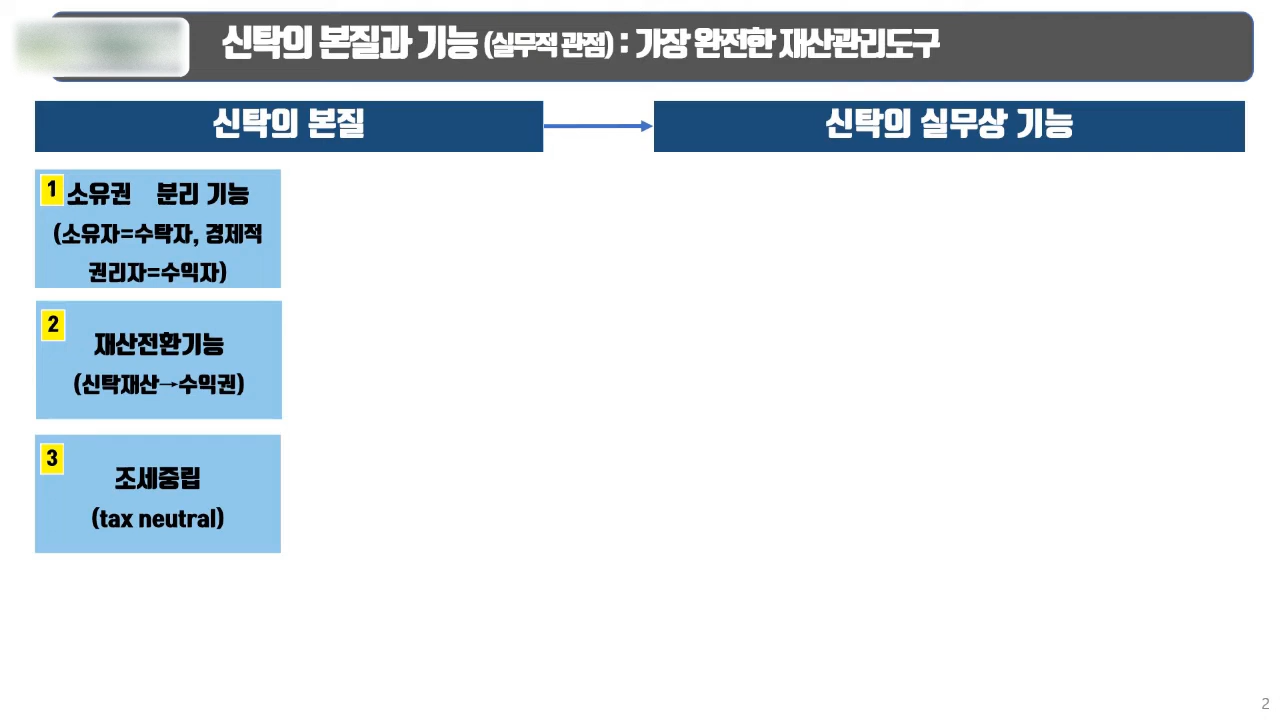 신탁의 본질과 기능 (실무적 관점) : 가장 완전한 재산관리도구
신탁의 본질
신탁의 실무상 기능
1
소유권 분리 기능
(소유자=수탁자, 경제적
권리자=수익자)
2
재산전환기능
(신탁재산→수익권)
3
조세중립
(tax neutral)
2